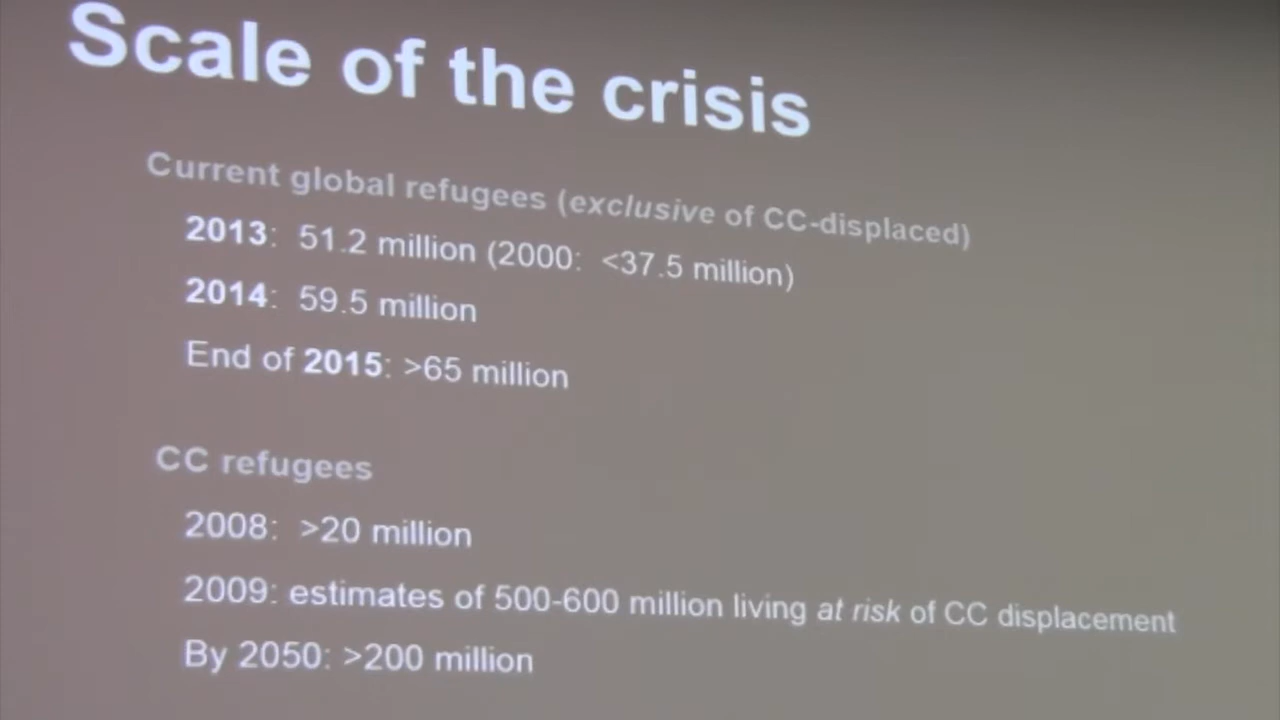 Scale of the crisis
Current global refugees (exclusive of CC-displaced)
2013: 51.2 million (2000: <37.5 million)
2014: 59.5 million
End of 2015: >65 million
CC refugees
2008: >20 million
2009: estimates of 500-600 million living at risk of CC displacement
By 2050: >200 million